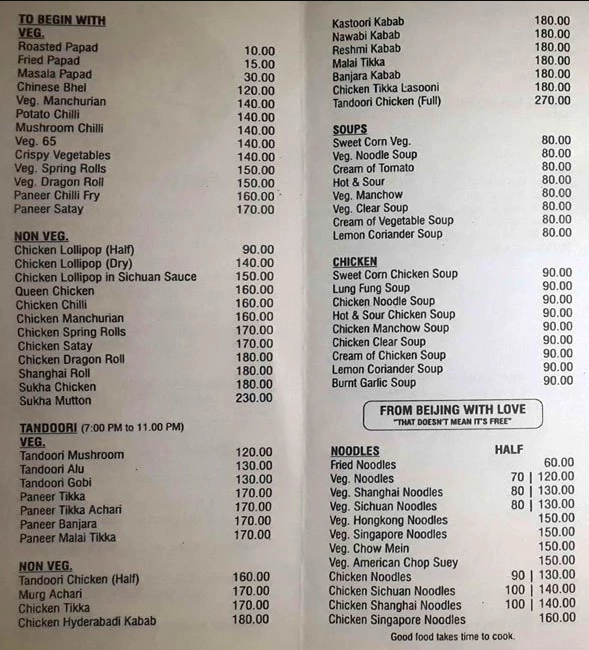 TO BEGIN WITH
VEG.
Roasted Papad 10.00
Fried Papad 15.00
Masala Papad 30.00
Chinese Bhel 120.00
Veg. Manchurian 140.00
Potato Chilli 140.00
Mushroom Chilli 140.00
Veg. 65 140.00
Crispy Vegetables 140.00
Veg. Spring Rolls 150.00
Veg. Dragon Roll 150.00
Paneer Chilli Fry 160.00
Paneer Satay 170.00
NON VEG.
Chicken Lollipop (Half) 90.00
Chicken Lollipop (Dry) 140.00
Chicken Lollipop in Sichuan Sauce 150.00
Queen Chicken 160.00
Chicken Chilli 160.00
Chicken Manchurian 160.00
Chicken Spring Rolls 170.00
Chicken Satay 170.00
Chicken Dragon Roll 180.00
Shanghai Roll 180.00
Sukha Chicken 180.00
Sukha Mutton 230.00
TANDOORI (7:00 PM to 11.00 PM)
VEG.
Tandoori Mushroom 120.00
Tandoori Alu 130.00
Tandoori Gobi 130.00
Paneer Tikka 170.00
Paneer Tikka Achari 170.00
Paneer Banjara 170.00
Paneer Malai Tikka 170.00
NON VEG.
Tandoori Chicken (Half) 160.00
Murg Achari 170.00
Chicken Tikka 170.00
Chicken Hyderabadi Kabab 180.00
Kastoori Kabab 180.00
Nawabi Kabab 180.00
Reshmi Kabab 180.00
Malai Tikka 180.00
Banjara Kabab 180.00
Chicken Tikka Lasooni 180.00
Tandoori Chicken (Full) 270.00
SOUPS
Sweet Corn Veg. 80.00
Veg. Noodle Soup 80.00
Cream of Tomato 80.00
Hot & Sour 80.00
Veg. Manchow 80.00
Veg. Clear Soup 80.00
Cream of Vegetable Soup 80.00
Lemon Coriander Soup 80.00
CHICKEN
Sweet Corn Chicken Soup 90.00
Lung Fung Soup 90.00
Chicken Noodle Soup 90.00
Hot & Sour Chicken Soup 90.00
Chicken Manchow Soup 90.00
Chicken Clear Soup 90.00
Cream of Chicken Soup 90.00
Lemon Coriander Soup 90.00
Burnt Garlic Soup 90.00
FROM BEIJING WITH LOVE
"THAT DOESN'T MEAN IT'S FREE"
NOODLES HALF
Fried Noodles 60.00
Veg. Noodles 70 | 120.00
Veg. Shanghai Noodles 80 | 130.00
Veg. Sichuan Noodles 80 | 130.00
Veg. Hongkong Noodles 150.00
Veg. Singapore Noodles 150.00
Veg. Chow Mein 150.00
Veg. American Chop Suey 150.00
Chicken Noodles 90 | 130.00
Chicken Sichuan Noodles 100 | 140.00
Chicken Shanghai Noodles 100 | 140.00
Chicken Singapore Noodles 160.00
Good food takes time to cook.